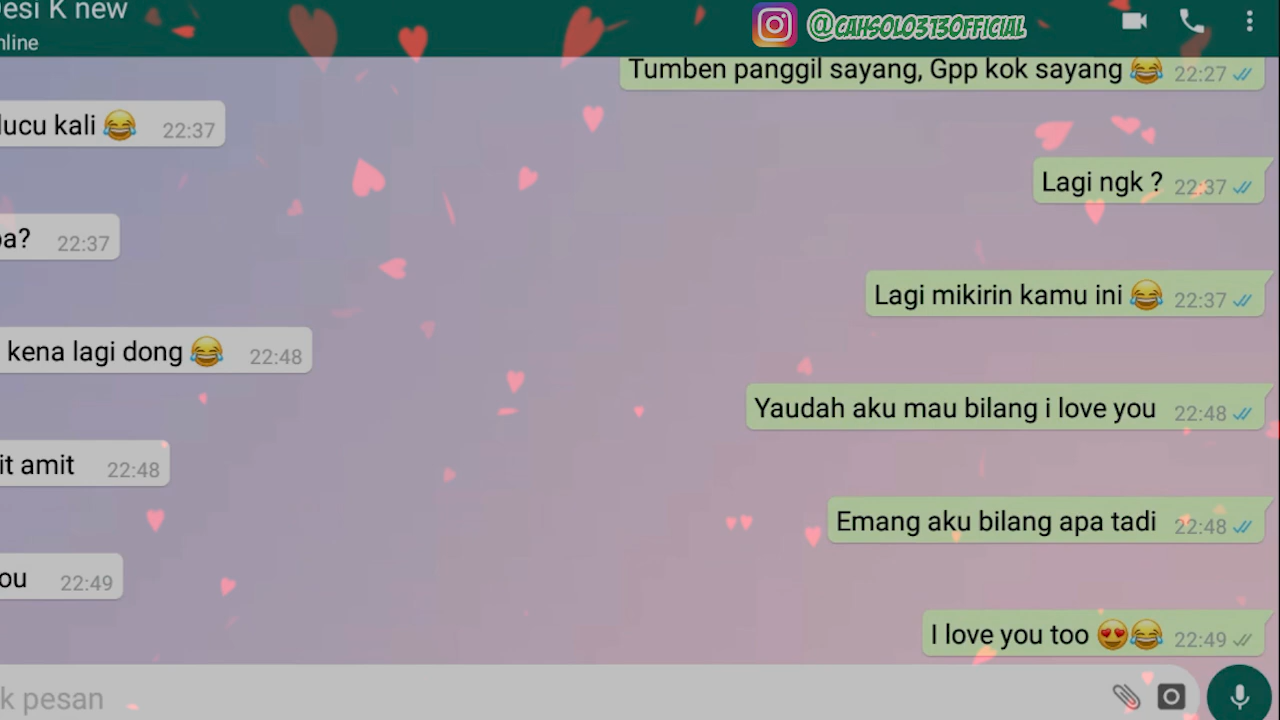 esi K new
@CAHSOLO3130FFICIAL
nline
Tumben panggil sayang, Gpp kok sayang 😂 22:27
lucu kali 😂 22:37
Lagi ngk ? 22:37
pa? 22:37
Lagi mikirin kamu ini 😂 22:37
kena lagi dong 😂 22:48
Yaudah aku mau bilang i love you 22:48
it amit 22:48
Emang aku bilang apa tadi 22:48
ou 22:49
I love you too 😍😂 22:49
k pesan